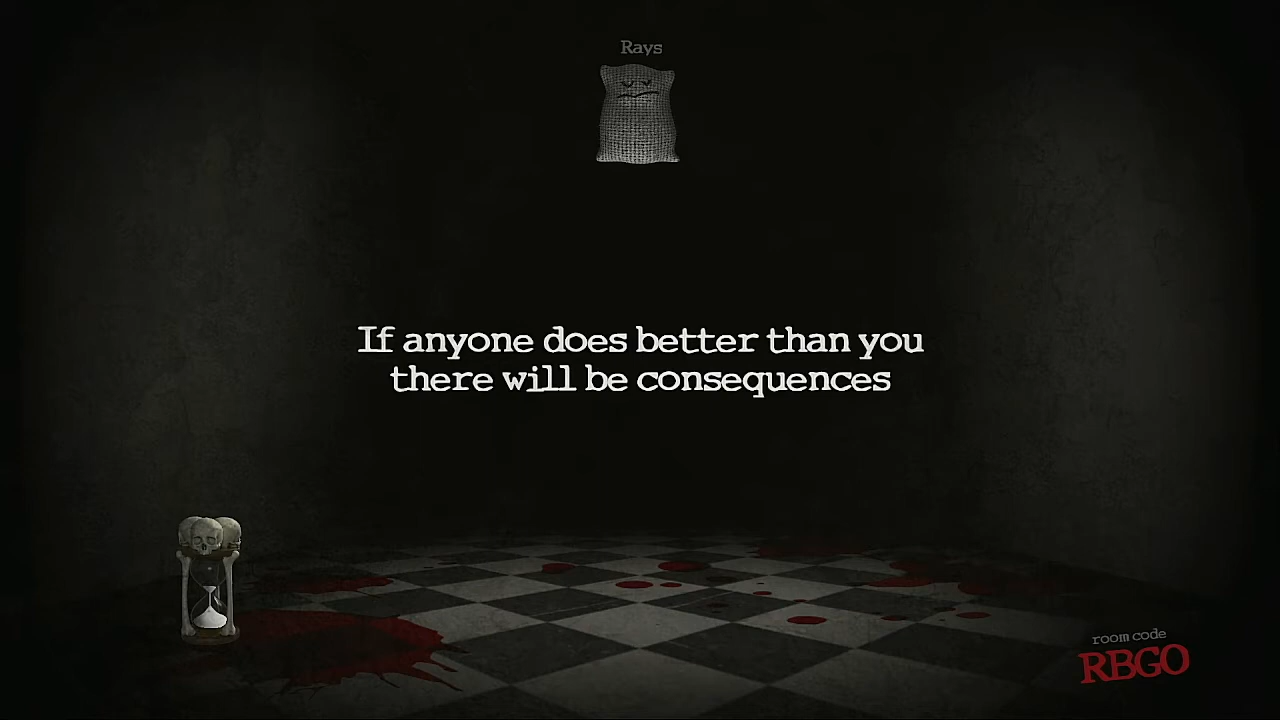 Rays
If anyone does better than you
there will be consequences
room code
RBGO